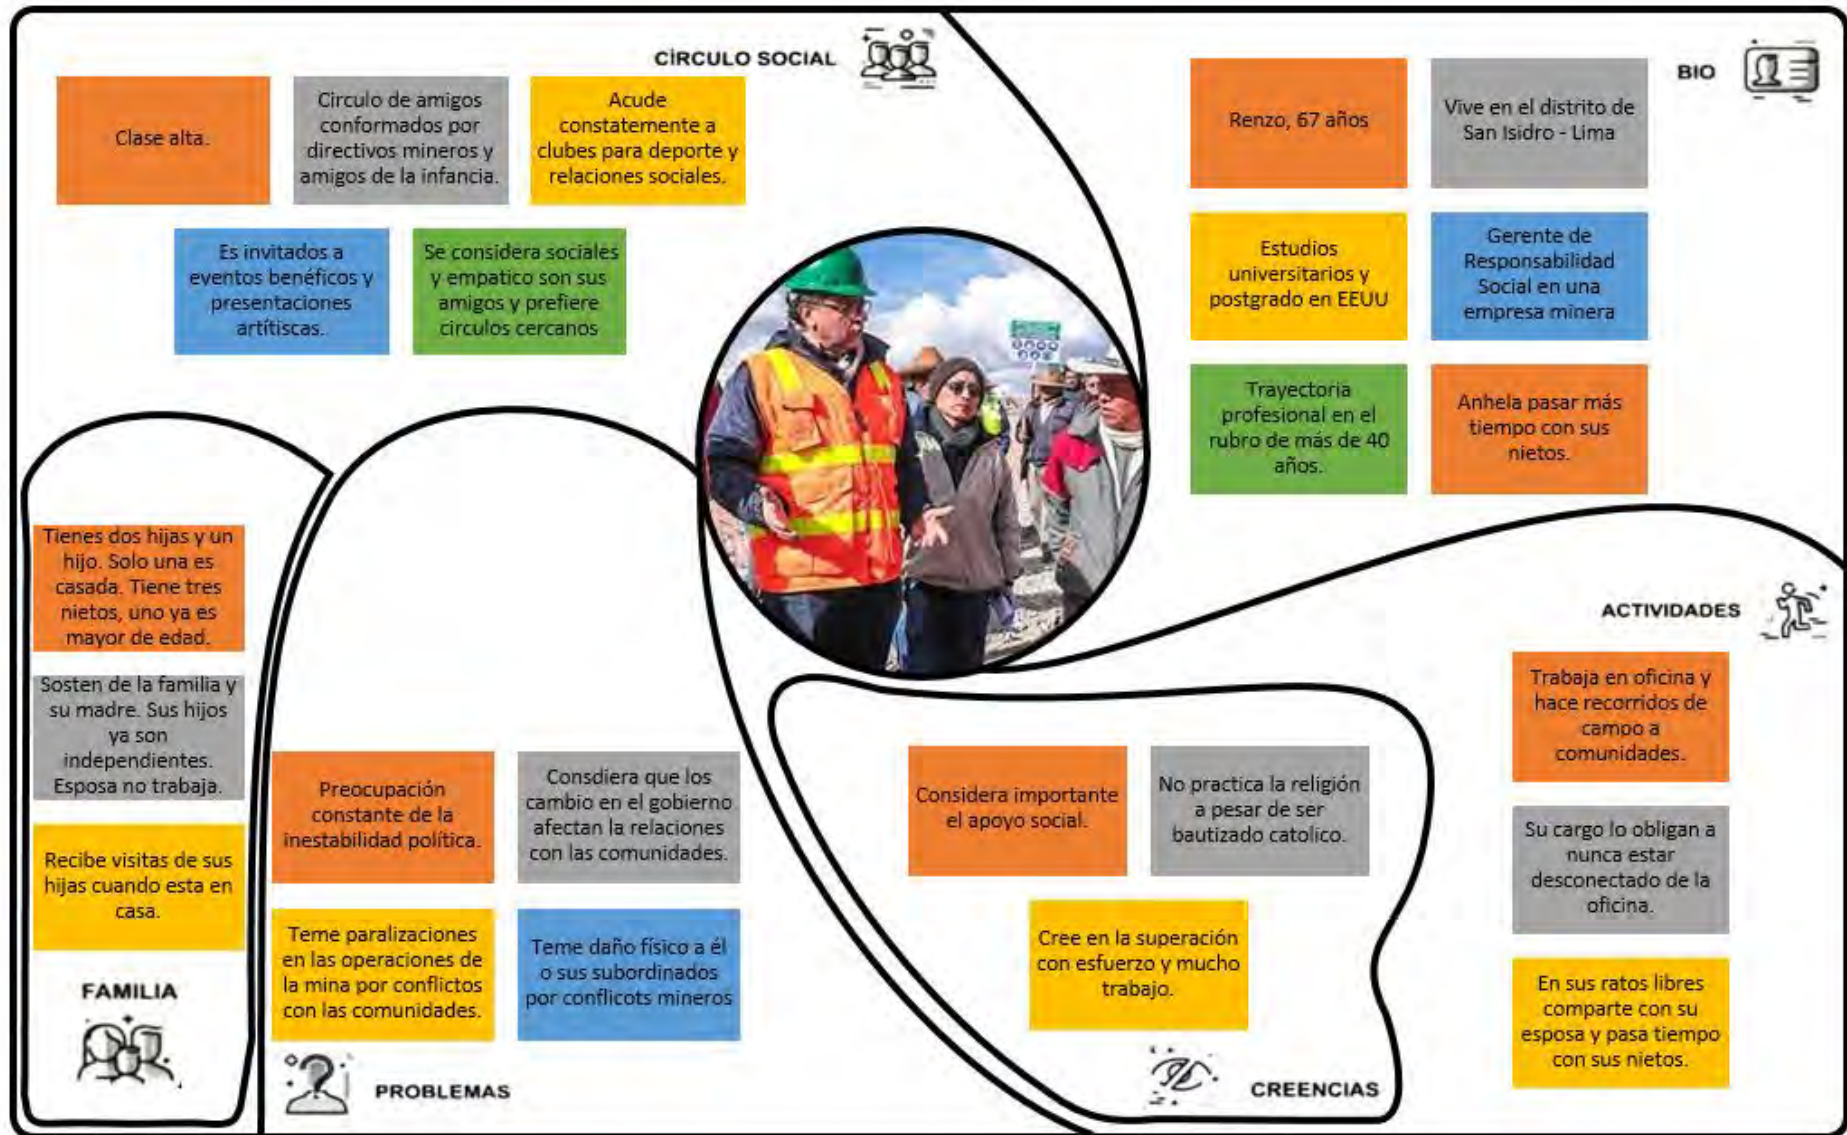 CÍRCULO SOCIAL
Clase alta.
Circulo de amigos
conformados por
directivos mineros y
amigos de la infancia.
Acude
constatemente a
clubes para deporte y
relaciones sociales.
Es invitados a
eventos benéficos y
presentaciones
artítiscas.
Se considera sociales
y empatico son sus
amigos y prefiere
circulos cercanos
BIO
Renzo, 67 años
Vive en el distrito de
San Isidro - Lima
Estudios
universitarios y
postgrado en EEUU
Gerente de
Responsabilidad
Social en una
empresa minera
Trayectoria
profesional en el
rubro de más de 40
años.
Anhela pasar más
tiempo con sus
nietos.
Tienes dos hijas y un
hijo. Solo una es
casada. Tiene tres
nietos, uno ya es
mayor de edad.
Sosten de la familia y
su madre. Sus hijos
ya son
independientes.
Esposa no trabaja.
Recibe visitas de sus
hijas cuando esta en
casa.
FAMILIA
Preocupación
constante de la
inestabilidad política.
Consdiera que los
cambio en el gobierno
afectan la relaciones
con las comunidades.
Teme paralizaciones
en las operaciones de
la mina por conflictos
con las comunidades.
Teme daño físico a él
o sus subordinados
por conflicots mineros
PROBLEMAS
Considera importante
el apoyo social.
No practica la religión
a pesar de ser
bautizado catolico.
Cree en la superación
con esfuerzo y mucho
trabajo.
CREENCIAS
ACTIVIDADES
Trabaja en oficina y
hace recorridos de
campo a
comunidades.
Su cargo lo obligan a
nunca estar
desconectado de la
oficina.
En sus ratos libres
comparte con su
esposa y pasa tiempo
con sus nietos.